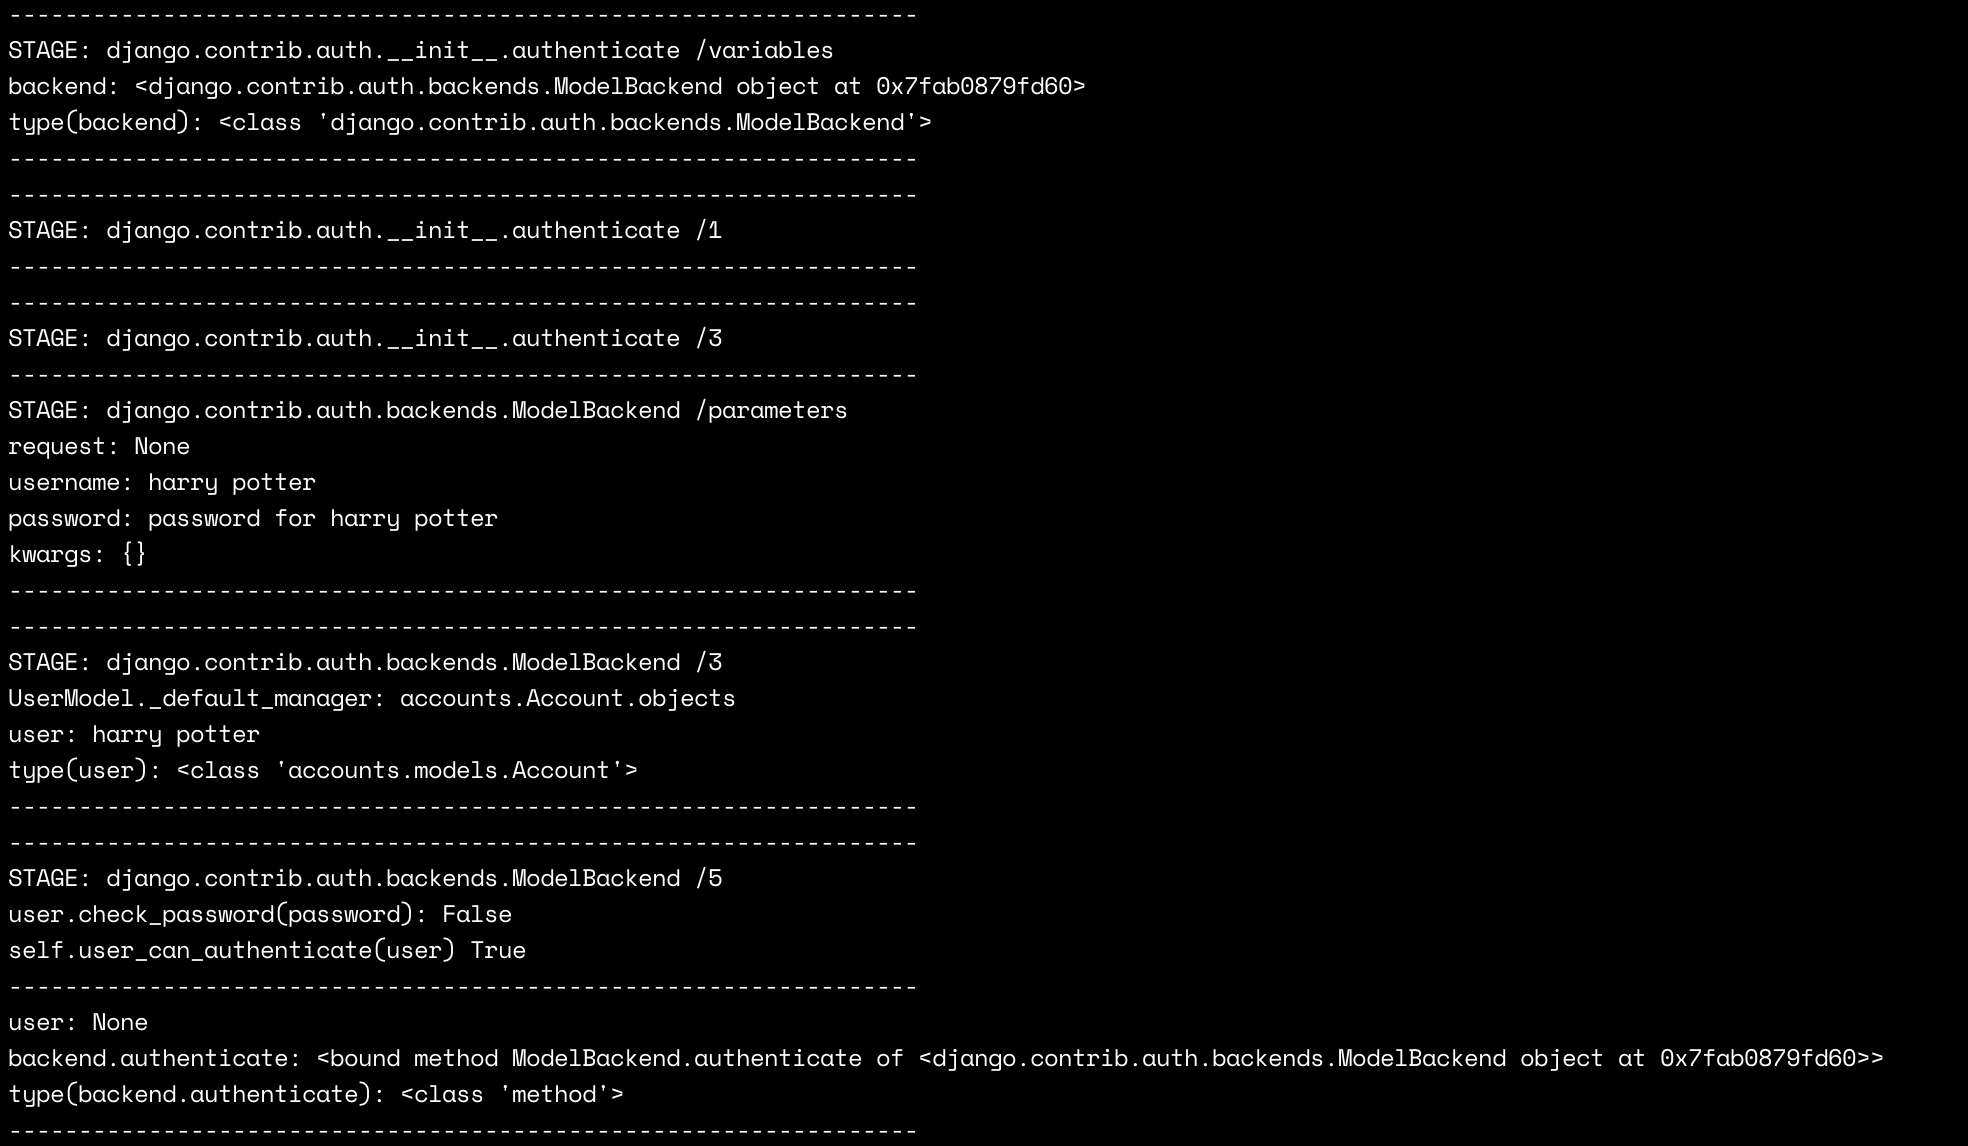 -----------------------------------------------------------------
STAGE: django.contrib.auth.__init__.authenticate /variables
backend: <django.contrib.auth.backends.ModelBackend object at 0x7fab0879fd60>
type(backend): <class 'django.contrib.auth.backends.ModelBackend'>
-----------------------------------------------------------------
-----------------------------------------------------------------
STAGE: django.contrib.auth.__init__.authenticate /1
-----------------------------------------------------------------
-----------------------------------------------------------------
STAGE: django.contrib.auth.__init__.authenticate /3
-----------------------------------------------------------------
STAGE: django.contrib.auth.backends.ModelBackend /parameters
request: None
username: harry potter
password: password for harry potter
kwargs: {}
-----------------------------------------------------------------
-----------------------------------------------------------------
STAGE: django.contrib.auth.backends.ModelBackend /3
UserModel._default_manager: accounts.Account.objects
user: harry potter
type(user): <class 'accounts.models.Account'>
-----------------------------------------------------------------
-----------------------------------------------------------------
STAGE: django.contrib.auth.backends.ModelBackend /5
user.check_password(password): False
self.user_can_authenticate(user) True
-----------------------------------------------------------------
user: None
backend.authenticate: <bound method ModelBackend.authenticate of <django.contrib.auth.backends.ModelBackend object at 0x7fab0879fd60>>
type(backend.authenticate): <class 'method'>
-----------------------------------------------------------------